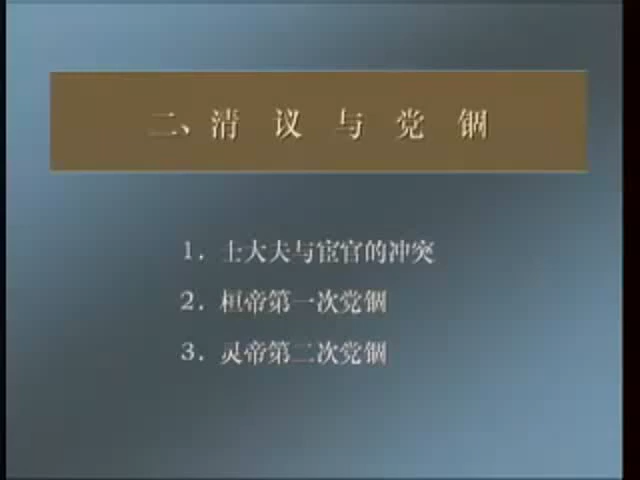 二、清 议 与 党 锢
1. 士大夫与宦官的冲突
2. 桓帝第一次党锢
3. 灵帝第二次党锢